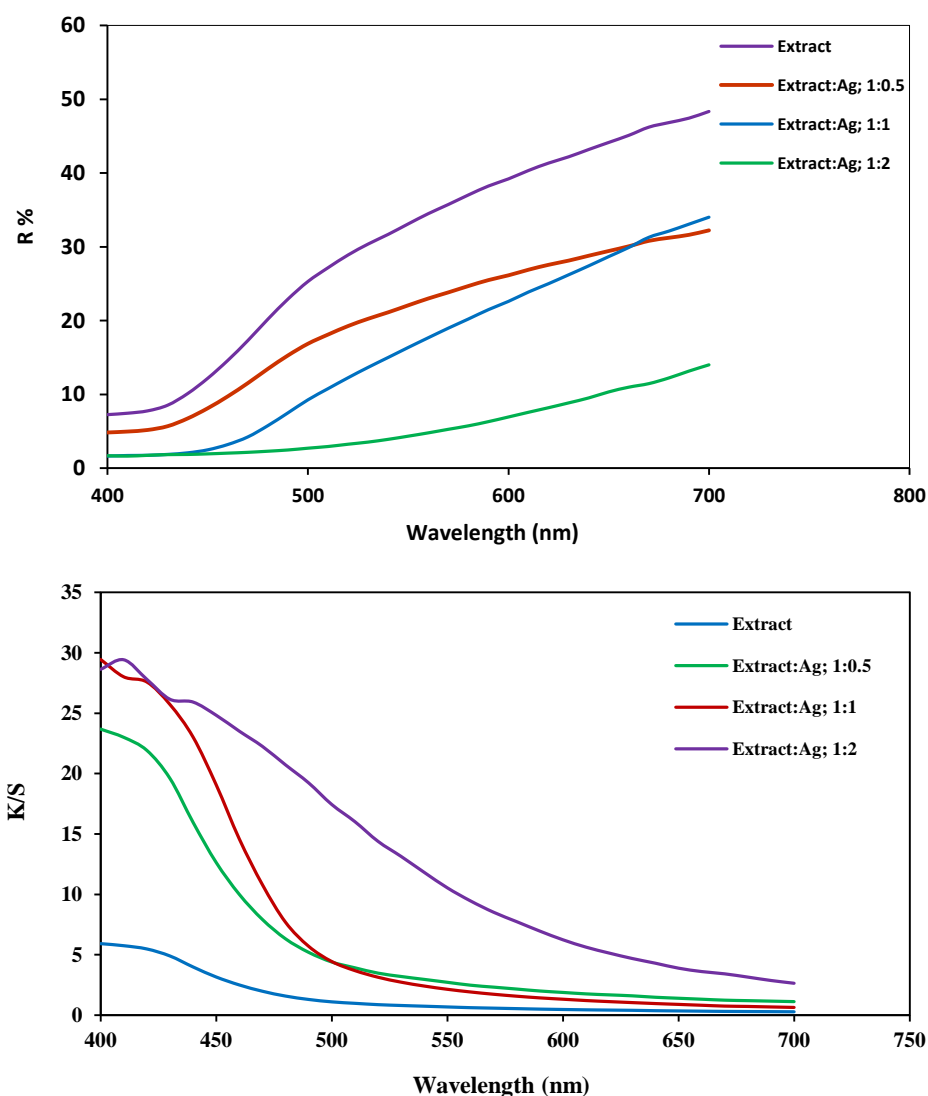 60
50
40
30
20
10
0
R %
400 500 600 700 800
Wavelength (nm)
Extract
Extract:Ag; 1:0.5
Extract:Ag; 1:1
Extract:Ag; 1:2
35
30
25
20
15
10
5
0
K/S
400 450 500 550 600 650 700 750
Wavelength (nm)
Extract
Extract:Ag; 1:0.5
Extract:Ag; 1:1
Extract:Ag; 1:2